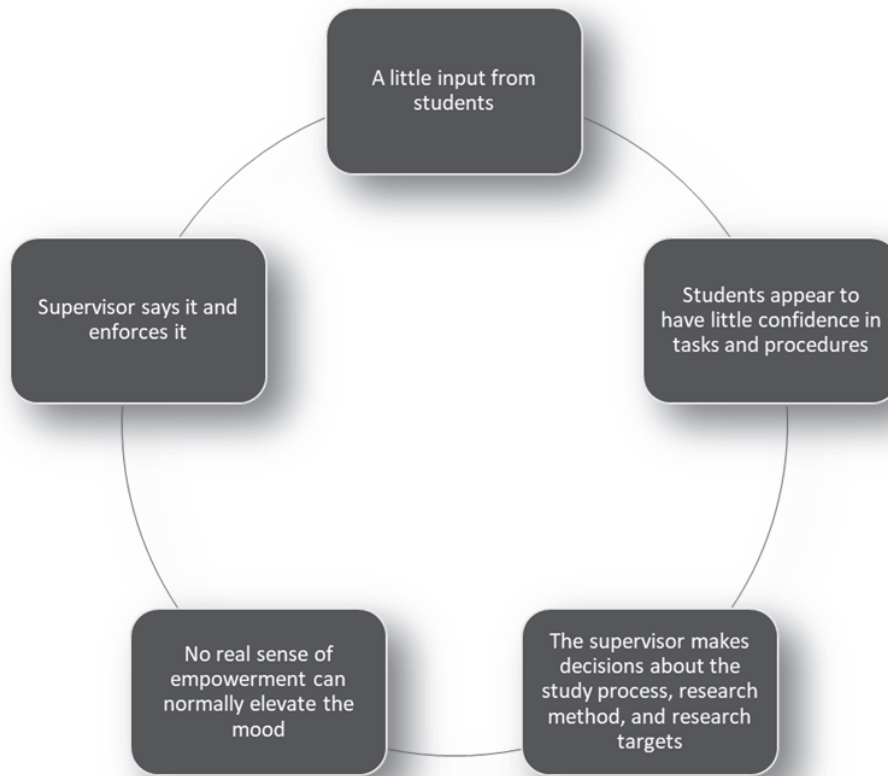 A little input from
students
Students appear to
have little confidence in
tasks and procedures
The supervisor makes
decisions about the
study process, research
method, and research
targets
No real sense of
empowerment can
normally elevate the
mood
Supervisor says it and
enforces it